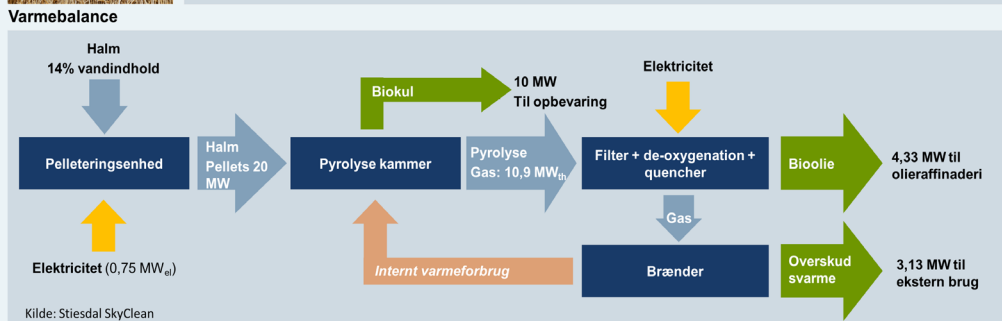 Varmebalance
Halm
14% vandindhold
Pelleteringsenhed
Elektricitet (0,75 MWel)
Halm
Pellets 20
MW
Biokul
10 MW
Til opbevaring
Pyrolyse kammer
Pyrolyse
Gas: 10,9 MWth
Elektricitet
Filter + de-oxygenation +
quencher
Bioolie
4,33 MW til
olieraffinaderi
Gas
Internt varmeforbrug
Brænder
Overskud
svarme
3,13 MW til
ekstern brug
Kilde: Stiesdal SkyClean